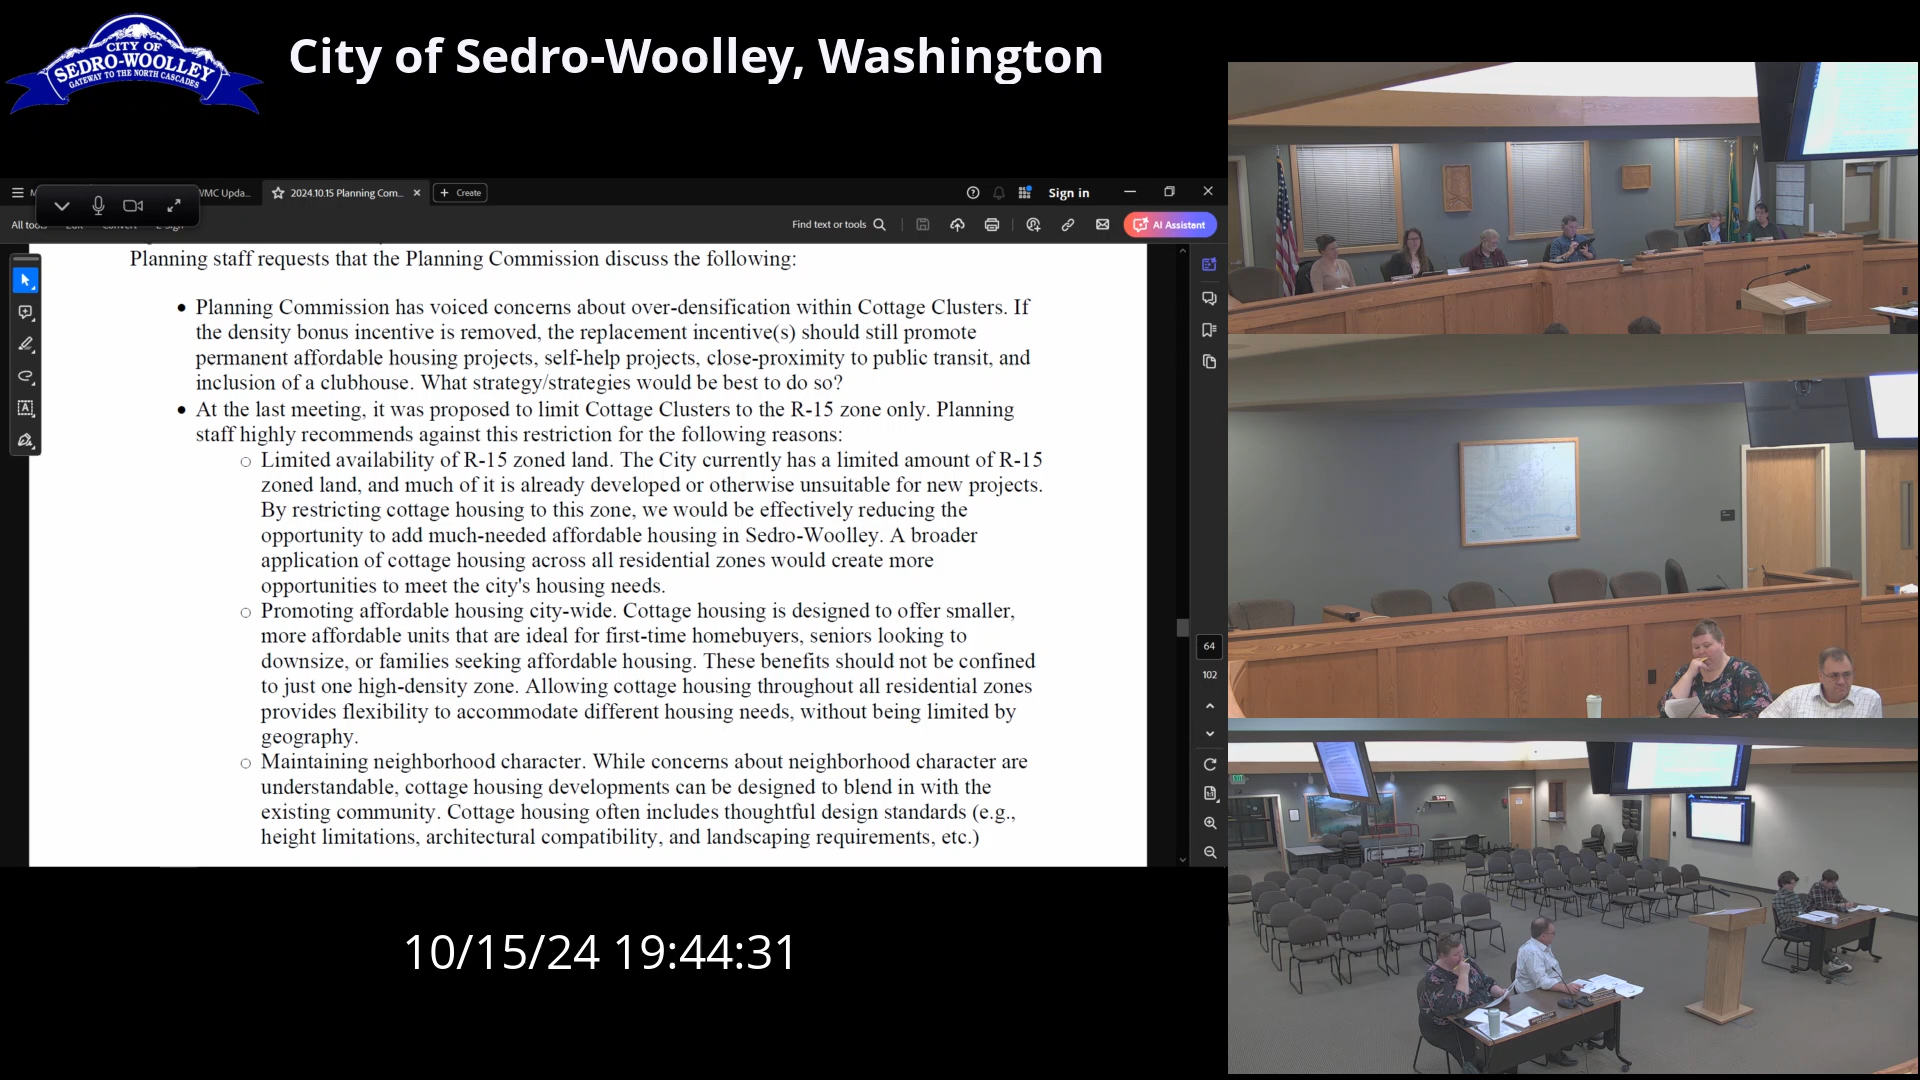 CITY OF
SEDRO-WOOLLEY
GATEWAY TO THE NORTH CASCADES
City of Sedro-Woolley, Washington
M
WMC Upda...
2024.10.15 Planning Com...
Create
Sign in
All tools
Edit
Convert
E-Sign
Find text or tools
AI Assistant
Planning staff requests that the Planning Commission discuss the following:
• Planning Commission has voiced concerns about over-densification within Cottage Clusters. If
the density bonus incentive is removed, the replacement incentive(s) should still promote
permanent affordable housing projects, self-help projects, close-proximity to public transit, and
inclusion of a clubhouse. What strategy/strategies would be best to do so?
• At the last meeting, it was proposed to limit Cottage Clusters to the R-15 zone only. Planning
staff highly recommends against this restriction for the following reasons:
○ Limited availability of R-15 zoned land. The City currently has a limited amount of R-15
zoned land, and much of it is already developed or otherwise unsuitable for new projects.
By restricting cottage housing to this zone, we would be effectively reducing the
opportunity to add much-needed affordable housing in Sedro-Woolley. A broader
application of cottage housing across all residential zones would create more
opportunities to meet the city's housing needs.
○ Promoting affordable housing city-wide. Cottage housing is designed to offer smaller,
more affordable units that are ideal for first-time homebuyers, seniors looking to
downsize, or families seeking affordable housing. These benefits should not be confined
to just one high-density zone. Allowing cottage housing throughout all residential zones
provides flexibility to accommodate different housing needs, without being limited by
geography.
○ Maintaining neighborhood character. While concerns about neighborhood character are
understandable, cottage housing developments can be designed to blend in with the
existing community. Cottage housing often includes thoughtful design standards (e.g.,
height limitations, architectural compatibility, and landscaping requirements, etc.)
64
102
10/15/24 19:44:31